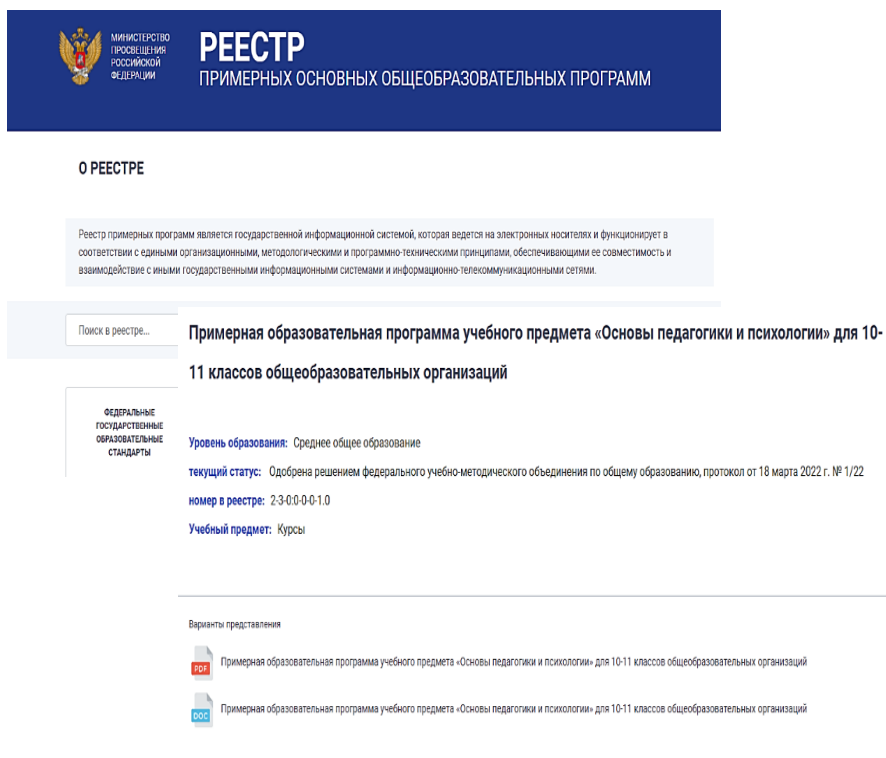 МИНИСТЕРСТВО
ПРОСВЕЩЕНИЯ
РОССИЙСКОЙ
ФЕДЕРАЦИИ
РЕЕСТР
ПРИМЕРНЫХ ОСНОВНЫХ ОБЩЕОБРАЗОВАТЕЛЬНЫХ ПРОГРАММ
О РЕЕСТРЕ
Реестр примерных программ является государственной информационной системой, которая ведется на электронных носителях и функционирует в
соответствии с едиными организационными, методологическими и программно-техническими принципами, обеспечивающими ее совместимость и
взаимодействие с иными государственными информационными системами и информационно-телекоммуникационными сетями.
Поиск в реестре...
Примерная образовательная программа учебного предмета «Основы педагогики и психологии» для 10-
11 классов общеобразовательных организаций
ФЕДЕРАЛЬНЫЕ
ГОСУДАРСТВЕННЫЕ
ОБРАЗОВАТЕЛЬНЫЕ
СТАНДАРТЫ
Уровень образования: Среднее общее образование
текущий статус: Одобрена решением федерального учебно-методического объединения по общему образованию, протокол от 18 марта 2022 г. № 1/22
номер в реестре: 2-3-0:0-0-0-1.0
Учебный предмет: Курсы
Варианты представления
PDF Примерная образовательная программа учебного предмета «Основы педагогики и психологии» для 10-11 классов общеобразовательных организаций
DOC Примерная образовательная программа учебного предмета «Основы педагогики и психологии» для 10-11 классов общеобразовательных организаций